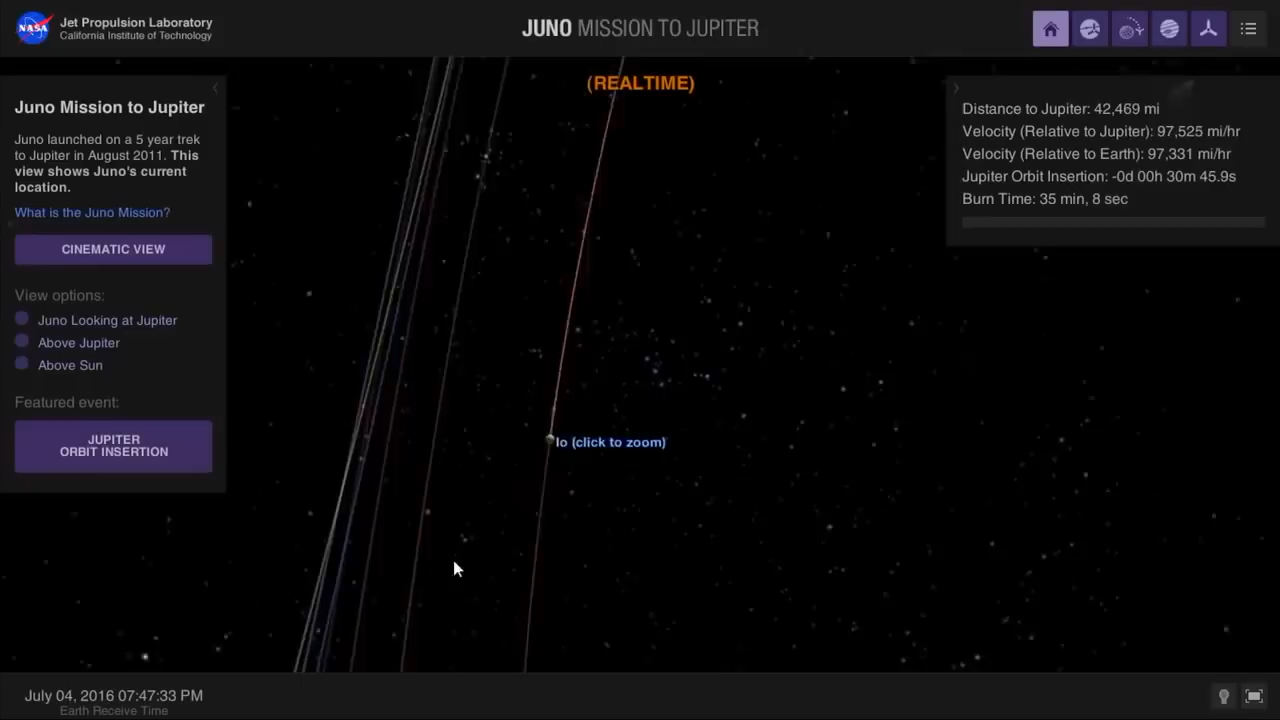 NASA
Jet Propulsion Laboratory
California Institute of Technology
JUNO MISSION TO JUPITER
(REALTIME)
Juno Mission to Jupiter
Juno launched on a 5 year trek
to Jupiter in August 2011. This
view shows Juno's current
location.
What is the Juno Mission?
CINEMATIC VIEW
View options:
Juno Looking at Jupiter
Above Jupiter
Above Sun
Featured event:
JUPITER
ORBIT INSERTION
Distance to Jupiter: 42,469 mi
Velocity (Relative to Jupiter): 97,525 mi/hr
Velocity (Relative to Earth): 97,331 mi/hr
Jupiter Orbit Insertion: -0d 00h 30m 45.9s
Burn Time: 35 min, 8 sec
Io (click to zoom)
July 04, 2016 07:47:33 PM
Earth Receive Time